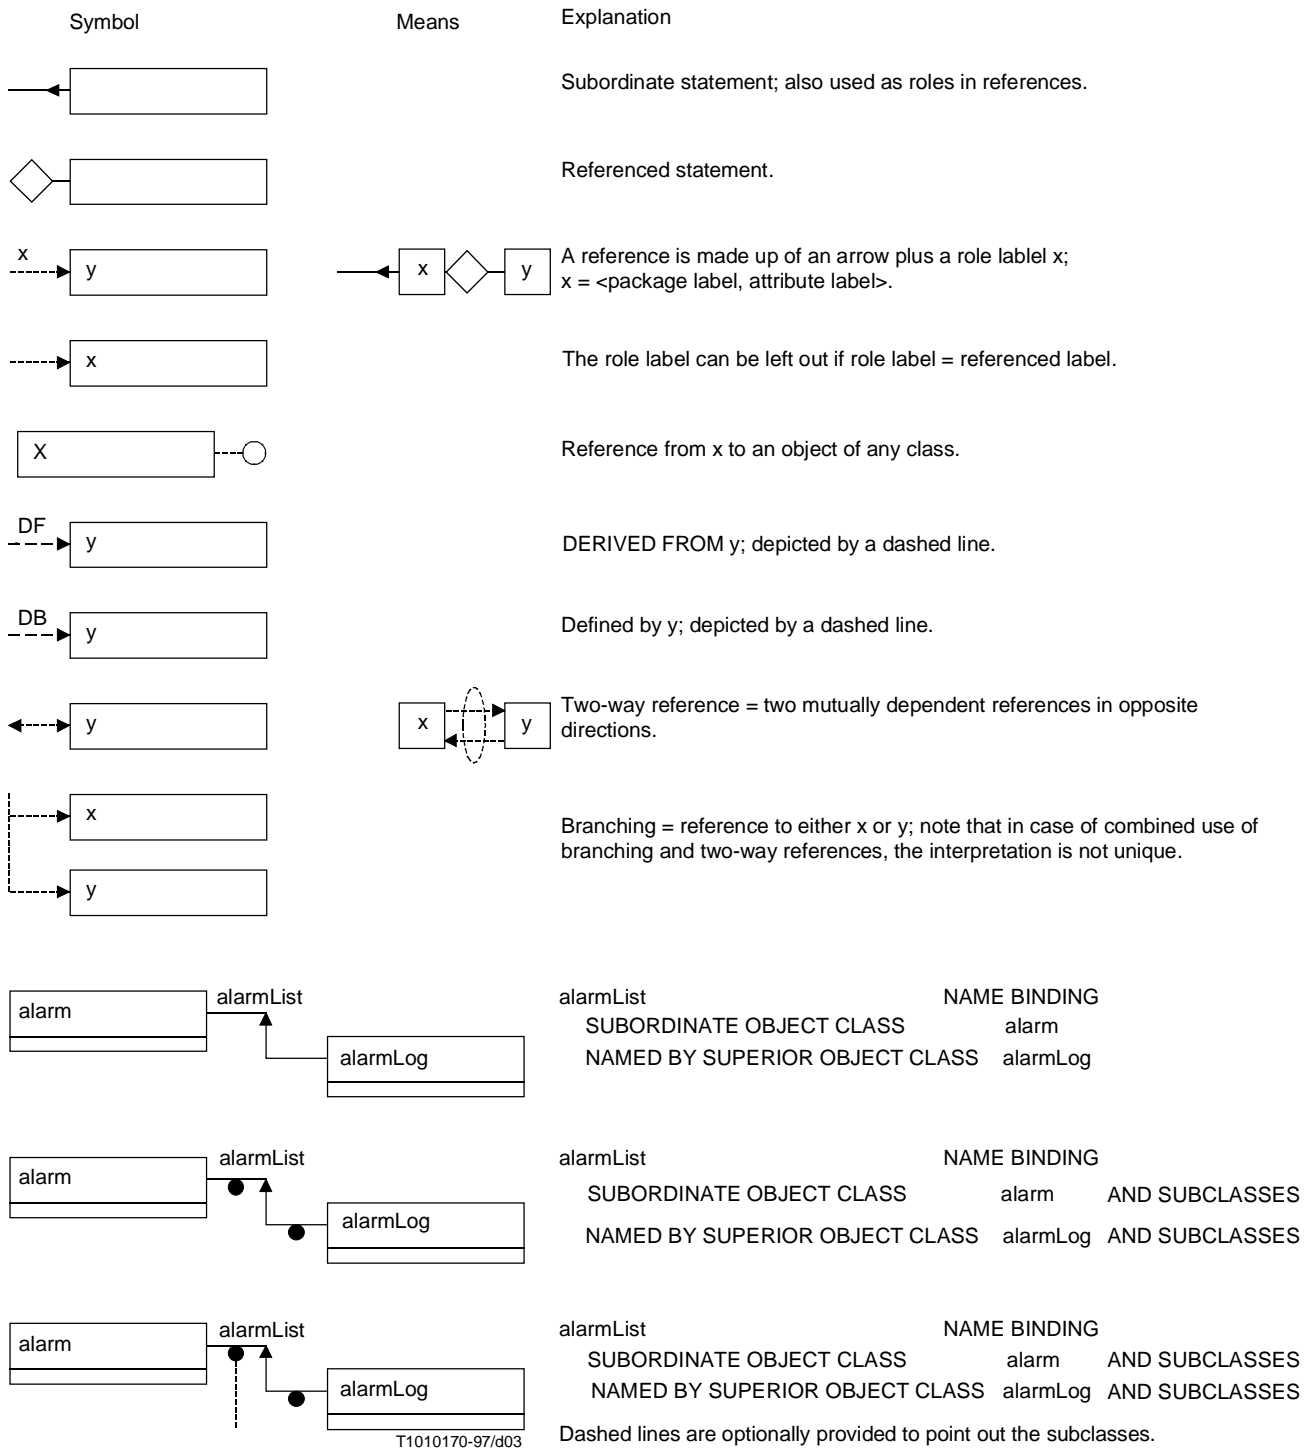 Symbol Means Explanation
Subordinate statement; also used as roles in references.
Referenced statement.
x
y
x y
A reference is made up of an arrow plus a role lablel x;
x = <package label, attribute label>.
x
The role label can be left out if role label = referenced label.
X
Reference from x to an object of any class.
DF
y
DERIVED FROM y; depicted by a dashed line.
DB
y
Defined by y; depicted by a dashed line.
y
x y
Two-way reference = two mutually dependent references in opposite
directions.
x
y
Branching = reference to either x or y; note that in case of combined use of
branching and two-way references, the interpretation is not unique.
alarm
alarmList
alarmLog
alarmList NAME BINDING
SUBORDINATE OBJECT CLASS alarm
NAMED BY SUPERIOR OBJECT CLASS alarmLog
alarm
alarmList
alarmLog
alarmList NAME BINDING
SUBORDINATE OBJECT CLASS alarm AND SUBCLASSES
NAMED BY SUPERIOR OBJECT CLASS alarmLog AND SUBCLASSES
alarm
alarmList
alarmLog
alarmList NAME BINDING
SUBORDINATE OBJECT CLASS alarm AND SUBCLASSES
NAMED BY SUPERIOR OBJECT CLASS alarmLog AND SUBCLASSES
T1010170-97/d03
Dashed lines are optionally provided to point out the subclasses.